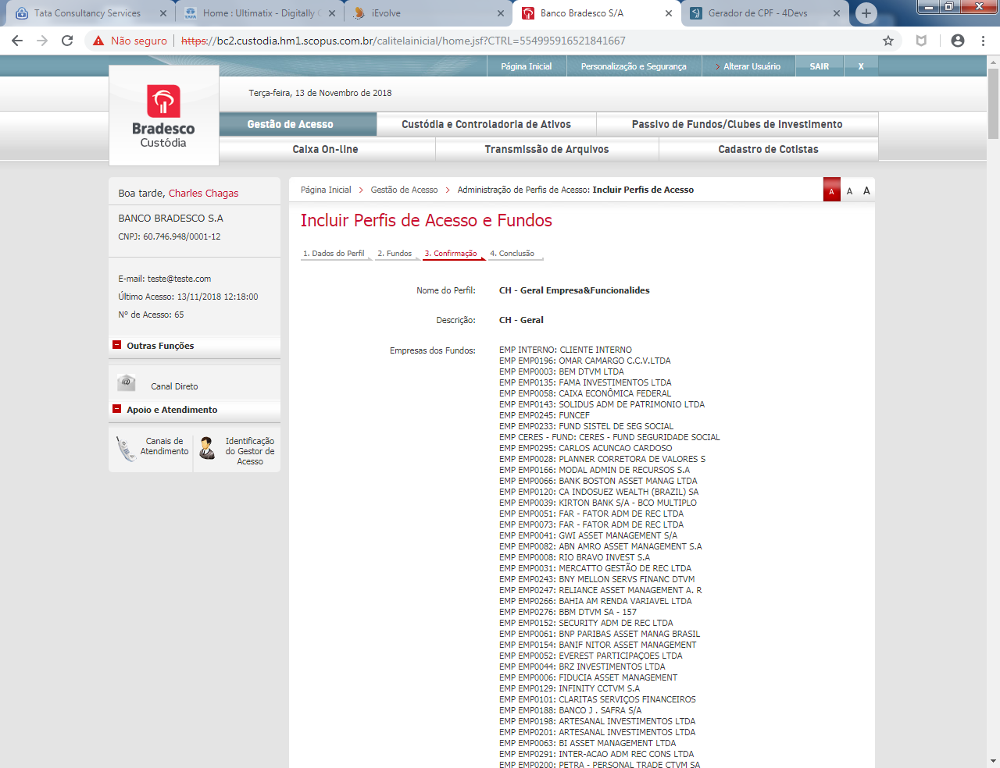 Tata Consultancy Services
Home : Ultimatix - Digitally C
iEvolve
Banco Bradesco S/A
Gerador de CPF - 4Devs
Não seguro
https://bc2.custodia.hm1.scopus.com.br/calitelainicial/home.jsf?CTRL=554995916521841667
Página Inicial
Personalização e Segurança
Alterar Usuário
SAIR
X
Terça-feira, 13 de Novembro de 2018
Bradesco
Custódia
Gestão de Acesso
Custódia e Controladoria de Ativos
Passivo de Fundos/Clubes de Investimento
Caixa On-line
Transmissão de Arquivos
Cadastro de Cotistas
Boa tarde, Charles Chagas
BANCO BRADESCO S.A
CNPJ: 60.746.948/0001-12
E-mail: teste@teste.com
Último Acesso: 13/11/2018 12:18:00
Nº de Acesso: 65
Outras Funções
Canal Direto
Apoio e Atendimento
Canais de Atendimento
Identificação do Gestor de Acesso
Página Inicial > Gestão de Acesso > Administração de Perfis de Acesso: Incluir Perfis de Acesso
A A A
Incluir Perfis de Acesso e Fundos
1. Dados do Perfil
2. Fundos
3. Confirmação
4. Conclusão
Nome do Perfil: CH - Geral Empresa&Funcionalides
Descrição: CH - Geral
Empresas dos Fundos: EMP INTERNO: CLIENTE INTERNO
EMP EMP0196: OMAR CAMARGO C.C.V.LTDA
EMP EMP0003: BEM DTVM LTDA
EMP EMP0135: FAMA INVESTIMENTOS LTDA
EMP EMP0058: CAIXA ECONÔMICA FEDERAL
EMP EMP0143: SOLIDUS ADM DE PATRIMONIO LTDA
EMP EMP0245: FUNCEF
EMP EMP0233: FUND SISTEL DE SEG SOCIAL
EMP CERES - FUND: CERES - FUND SEGURIDADE SOCIAL
EMP EMP0295: CARLOS ACUNCAO CARDOSO
EMP EMP0028: PLANNER CORRETORA DE VALORES S
EMP EMP0166: MODAL ADMIN DE RECURSOS S.A
EMP EMP0066: BANK BOSTON ASSET MANAG LTDA
EMP EMP0120: CA INDOSUEZ WEALTH (BRAZIL) SA
EMP EMP0039: KIRTON BANK S/A - BCO MULTIPLO
EMP EMP0051: FAR - FATOR ADM DE REC LTDA
EMP EMP0073: FAR - FATOR ADM DE REC LTDA
EMP EMP0041: GWI ASSET MANAGEMENT S/A
EMP EMP0082: ABN AMRO ASSET MANAGEMENT S.A
EMP EMP0008: RIO BRAVO INVEST S.A
EMP EMP0031: MERCATTO GESTÃO DE REC LTDA
EMP EMP0243: BNY MELLON SERVS FINANC DTVM
EMP EMP0247: RELIANCE ASSET MANAGEMENT A. R
EMP EMP0266: BAHIA AM RENDA VARIAVEL LTDA
EMP EMP0276: BBM DTVM SA - 157
EMP EMP0152: SECURITY ADM DE REC LTDA
EMP EMP0061: BNP PARIBAS ASSET MANAG BRASIL
EMP EMP0154: BANIF NITOR ASSET MANAGEMENT
EMP EMP0052: EVEREST PARTICIPAÇOES LTDA
EMP EMP0044: BRZ INVESTIMENTOS LTDA
EMP EMP0006: FIDUCIA ASSET MANAGEMENT
EMP EMP0129: INFINITY CCTVM S.A
EMP EMP0101: CLARITAS SERVIÇOS FINANCEIROS
EMP EMP0188: BANCO J . SAFRA S/A
EMP EMP0198: ARTESANAL INVESTIMENTOS LTDA
EMP EMP0201: ARTESANAL INVESTIMENTOS LTDA
EMP EMP0063: BI ASSET MANAGEMENT LTDA
EMP EMP0291: INTER-ACAO ADM REC CONS LTDA
EMP EMP0200: PETRA - PERSONAL TRADE CTVM SA